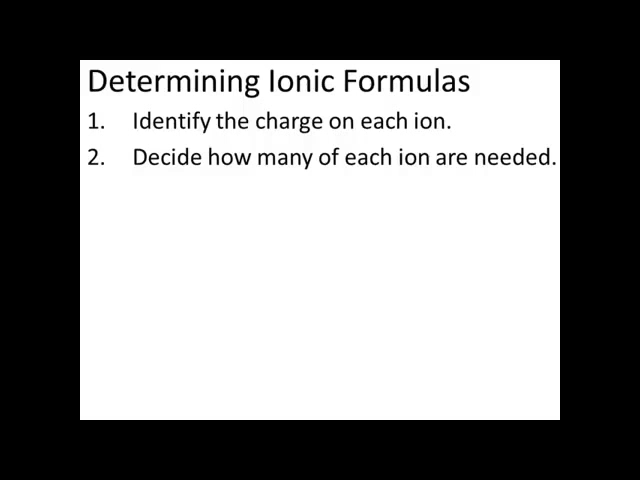 Determining Ionic Formulas
1. Identify the charge on each ion.
2. Decide how many of each ion are needed.